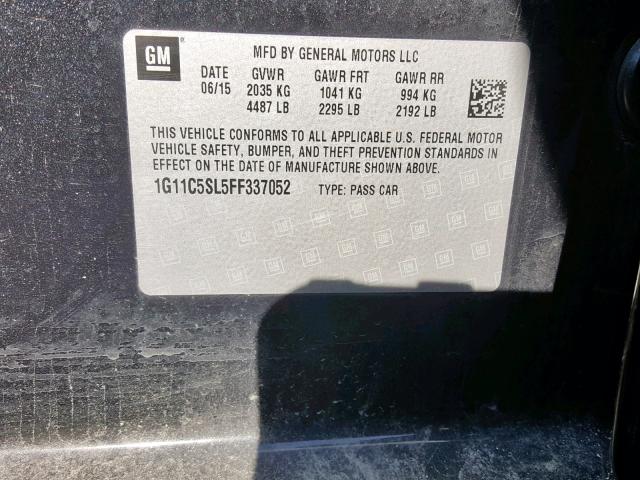 GM
MFD BY GENERAL MOTORS LLC
DATE GVWR GAWR FRT GAWR RR
06/15 2035 KG 1041 KG 994 KG
4487 LB 2295 LB 2192 LB
THIS VEHICLE CONFORMS TO ALL APPLICABLE U.S. FEDERAL MOTOR
VEHICLE SAFETY, BUMPER, AND THEFT PREVENTION STANDARDS IN
EFFECT ON THE DATE OF MANUFACTURE SHOWN ABOVE.
1G11C5SL5FF337052 TYPE: PASS CAR